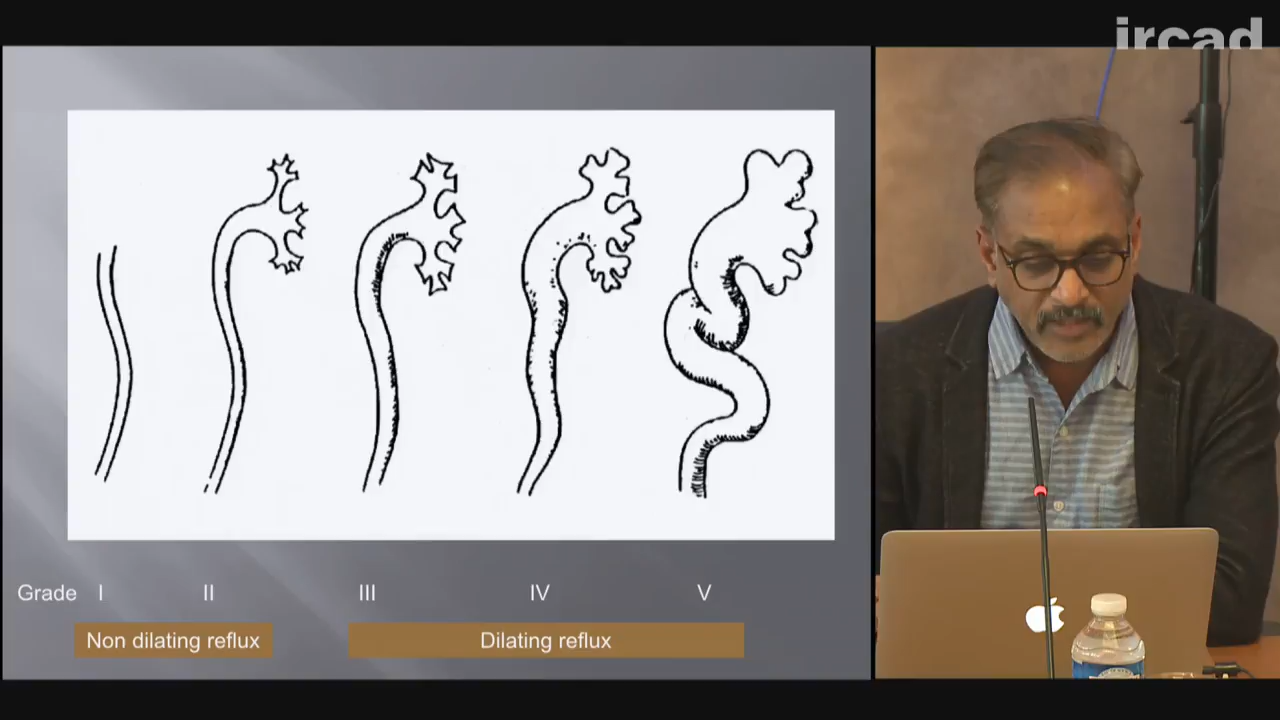 ircad
Grade I II III IV V
Non dilating reflux Dilating reflux